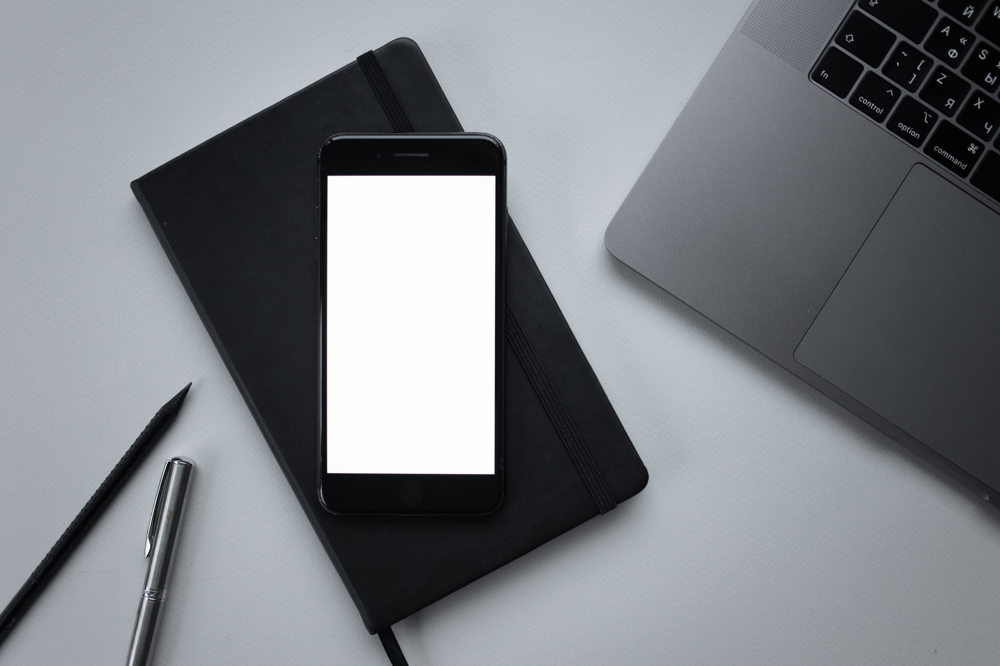 Й W
A «
Ф
S
Ы
~ [
` ]
Z
Я
X
Ч
fn
control
option
command